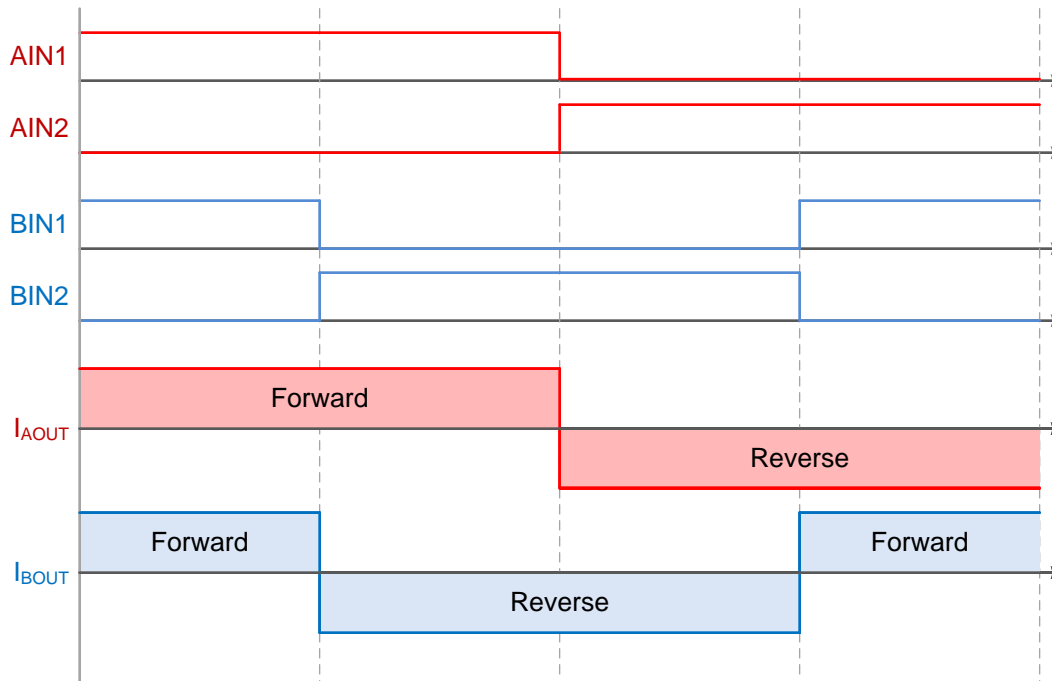 AIN1
AIN2
BIN1
BIN2
Forward
IAOUT
Reverse
Forward
Forward
IBOUT
Reverse